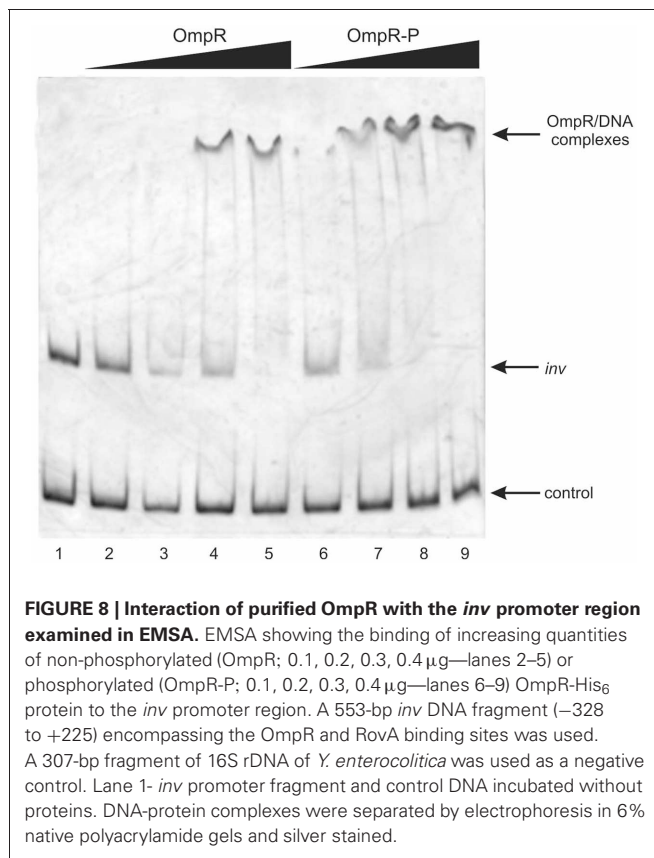 OmpR OmpR-P
OmpR/DNA
complexes
inv
control
1 2 3 4 5 6 7 8 9
FIGURE 8 | Interaction of purified OmpR with the inv promoter region
examined in EMSA. EMSA showing the binding of increasing quantities
of non-phosphorylated (OmpR; 0.1, 0.2, 0.3, 0.4 μg—lanes 2–5) or
phosphorylated (OmpR-P; 0.1, 0.2, 0.3, 0.4 μg—lanes 6–9) OmpR-His₆
protein to the inv promoter region. A 553-bp inv DNA fragment (−328
to +225) encompassing the OmpR and RovA binding sites was used.
A 307-bp fragment of 16S rDNA of Y. enterocolitica was used as a negative
control. Lane 1- inv promoter fragment and control DNA incubated without
proteins. DNA-protein complexes were separated by electrophoresis in 6%
native polyacrylamide gels and silver stained.